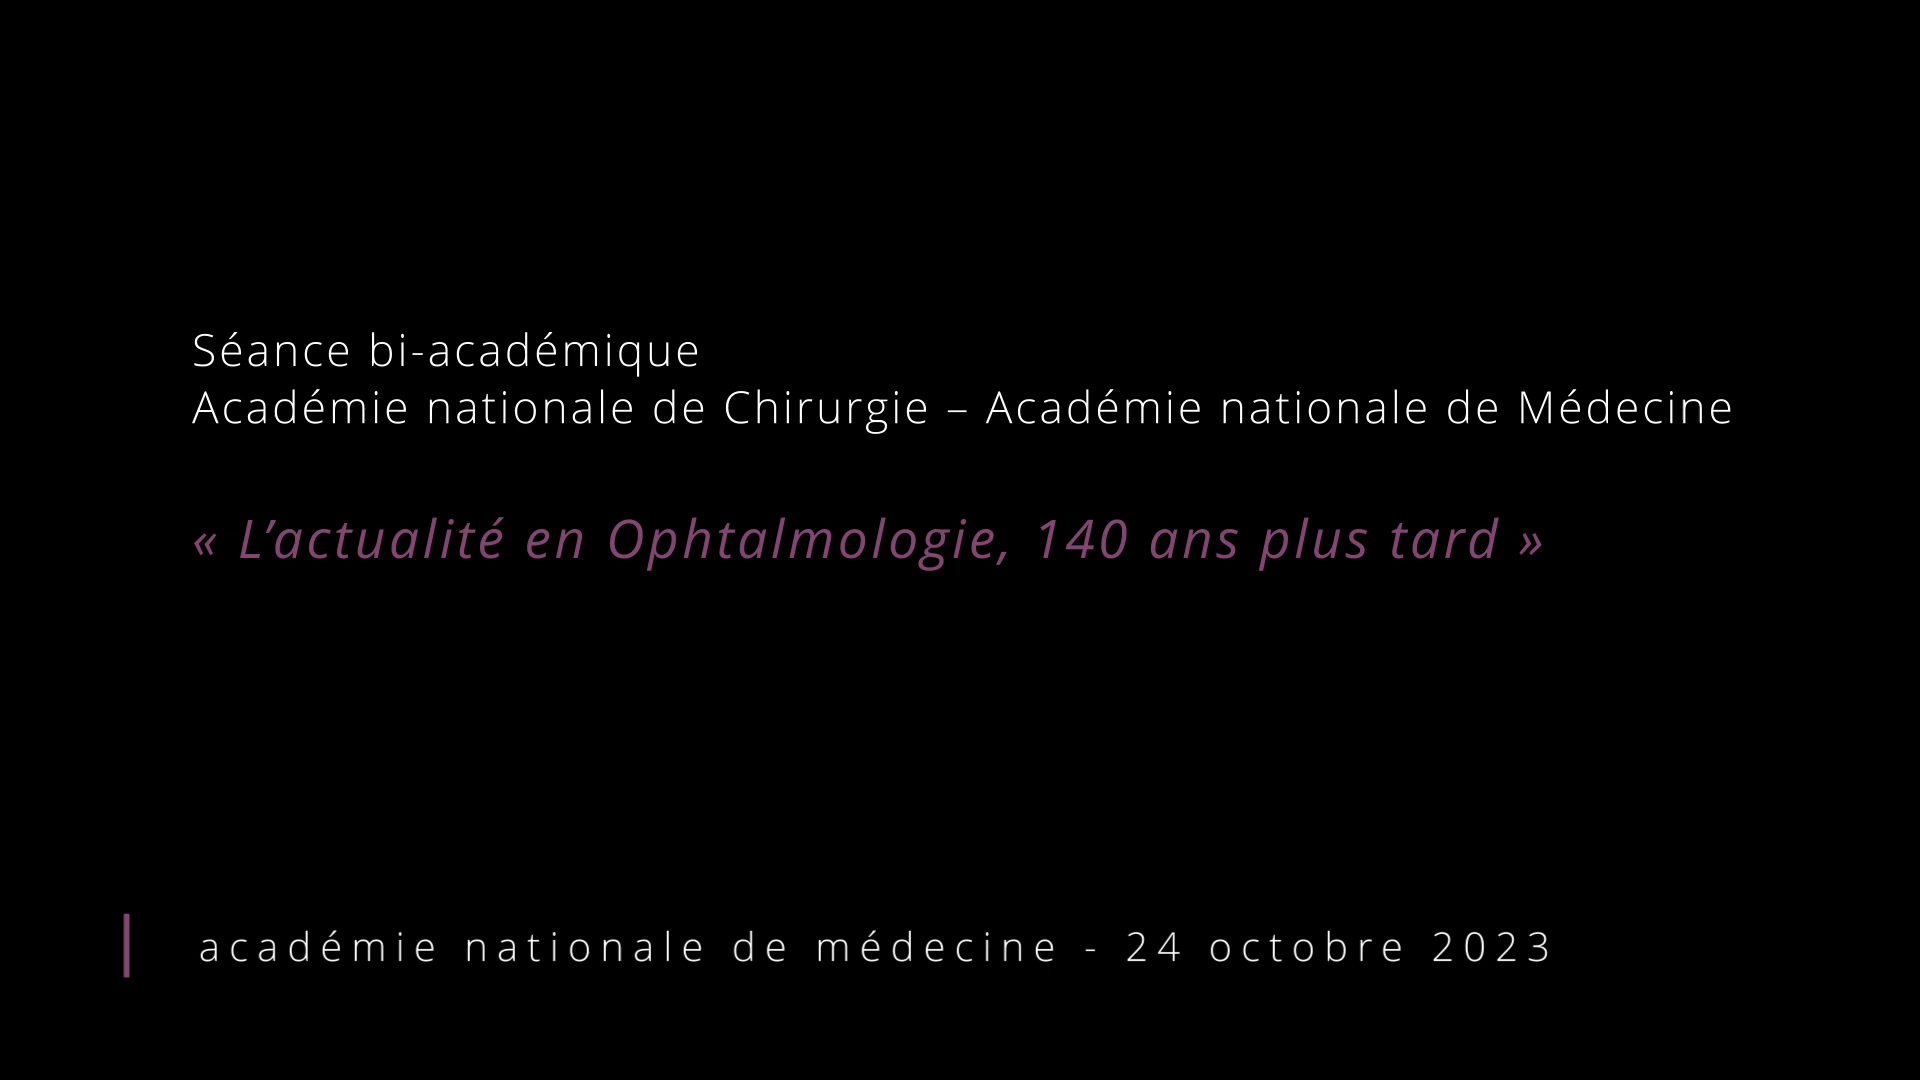 Séance bi-académique
Académie nationale de Chirurgie – Académie nationale de Médecine
« L’actualité en Ophtalmologie, 140 ans plus tard »
académie nationale de médecine - 24 octobre 2023